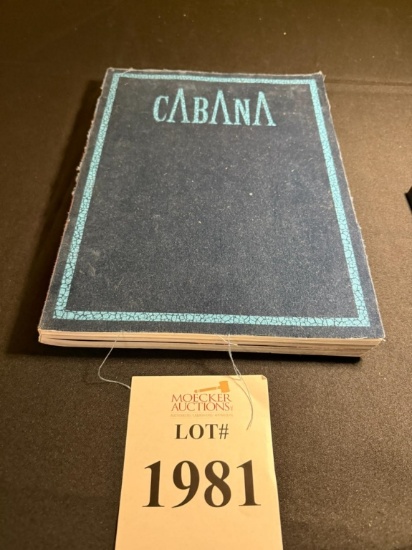 CABANA
MOECKER
AUCTIONS
LOT#
1981